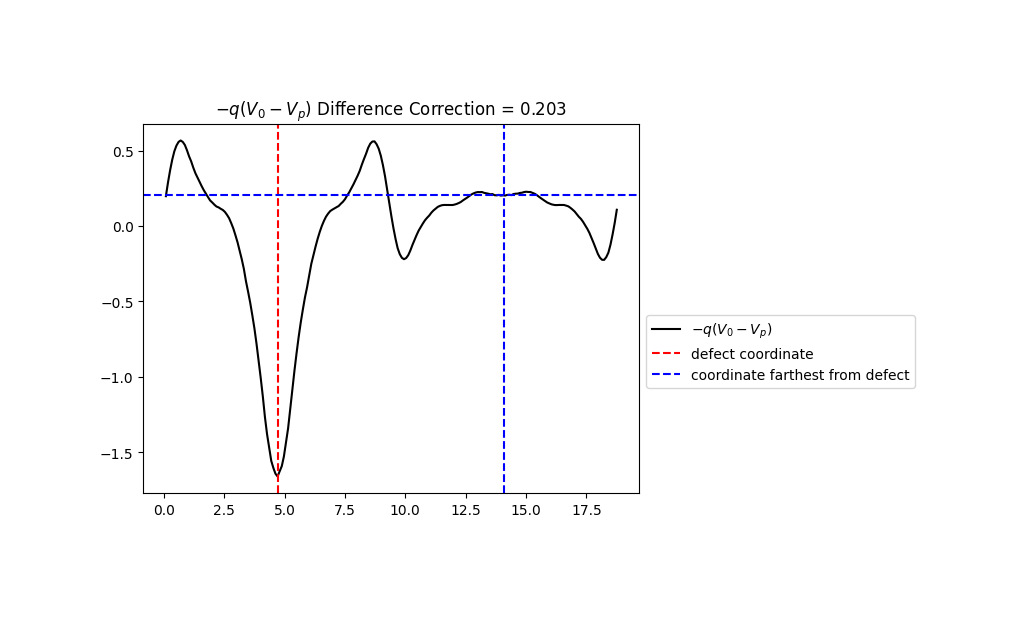 −q(V₀ − Vₚ) Difference Correction = 0.203
0.5
0.0
−0.5
−1.0
−1.5
0.0 2.5 5.0 7.5 10.0 12.5 15.0 17.5
−q(V₀ − Vₚ)
defect coordinate
coordinate farthest from defect